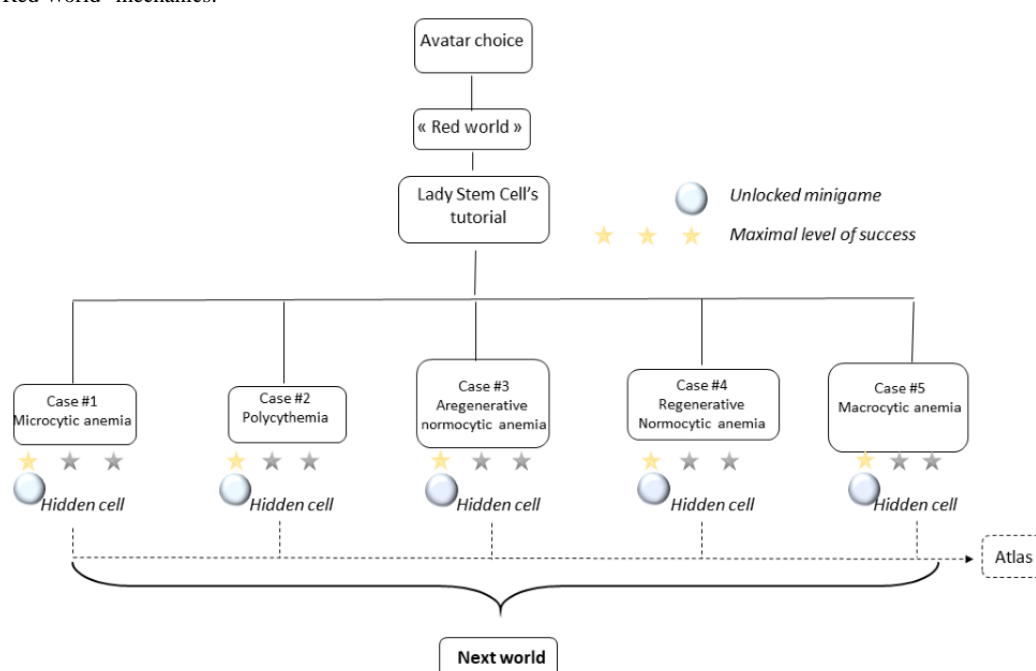 "Red world" mechanics.
Avatar choice
« Red world »
Lady Stem Cell's
tutorial
Unlocked minigame
Maximal level of success
Case #1
Microcytic anemia
Case #2
Polycythemia
Case #3
Aregenerative
normocytic anemia
Case #4
Regenerative
Normocytic anemia
Case #5
Macrocytic anemia
Hidden cell
Hidden cell
Hidden cell
Hidden cell
Hidden cell
Atlas
Next world